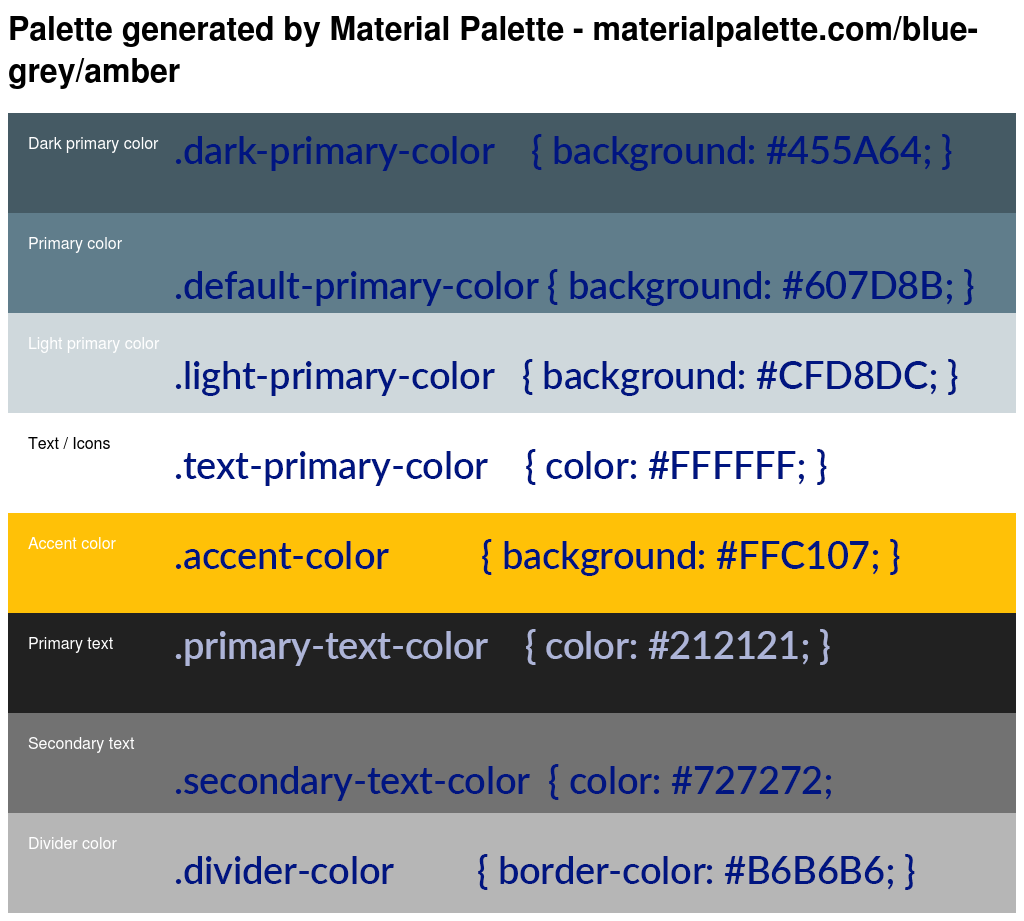 Palette generated by Material Palette - materialpalette.com/blue-
grey/amber
Dark primary color .dark-primary-color { background: #455A64; }
Primary color
.default-primary-color { background: #607D8B; }
Light primary color
.light-primary-color { background: #CFD8DC; }
Text / Icons
.text-primary-color { color: #FFFFFF; }
Accent color
.accent-color { background: #FFC107; }
Primary text .primary-text-color { color: #212121; }
Secondary text
.secondary-text-color { color: #727272;
Divider color
.divider-color { border-color: #B6B6B6; }